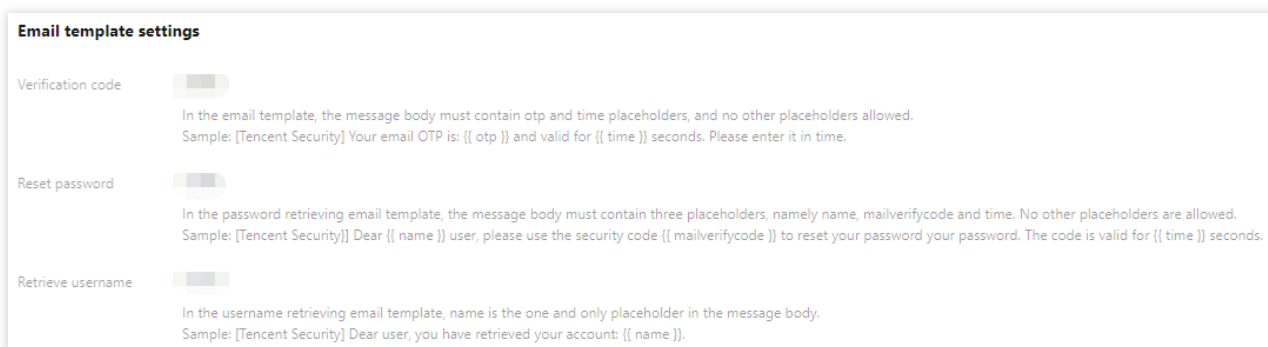 Email template settings
Verification code
In the email template, the message body must contain otp and time placeholders, and no other placeholders allowed.
Sample: [Tencent Security] Your email OTP is: {{ otp }} and valid for {{ time }} seconds. Please enter it in time.
Reset password
In the password retrieving email template, the message body must contain three placeholders, namely name, mailverifycode and time. No other placeholders are allowed.
Sample: [Tencent Security}] Dear {{ name }} user, please use the security code {{ mailverifycode }} to reset your password your password. The code is valid for {{ time }} seconds.
Retrieve username
In the username retrieving email template, name is the one and only placeholder in the message body.
Sample: [Tencent Security] Dear user, you have retrieved your account: {{ name }}.